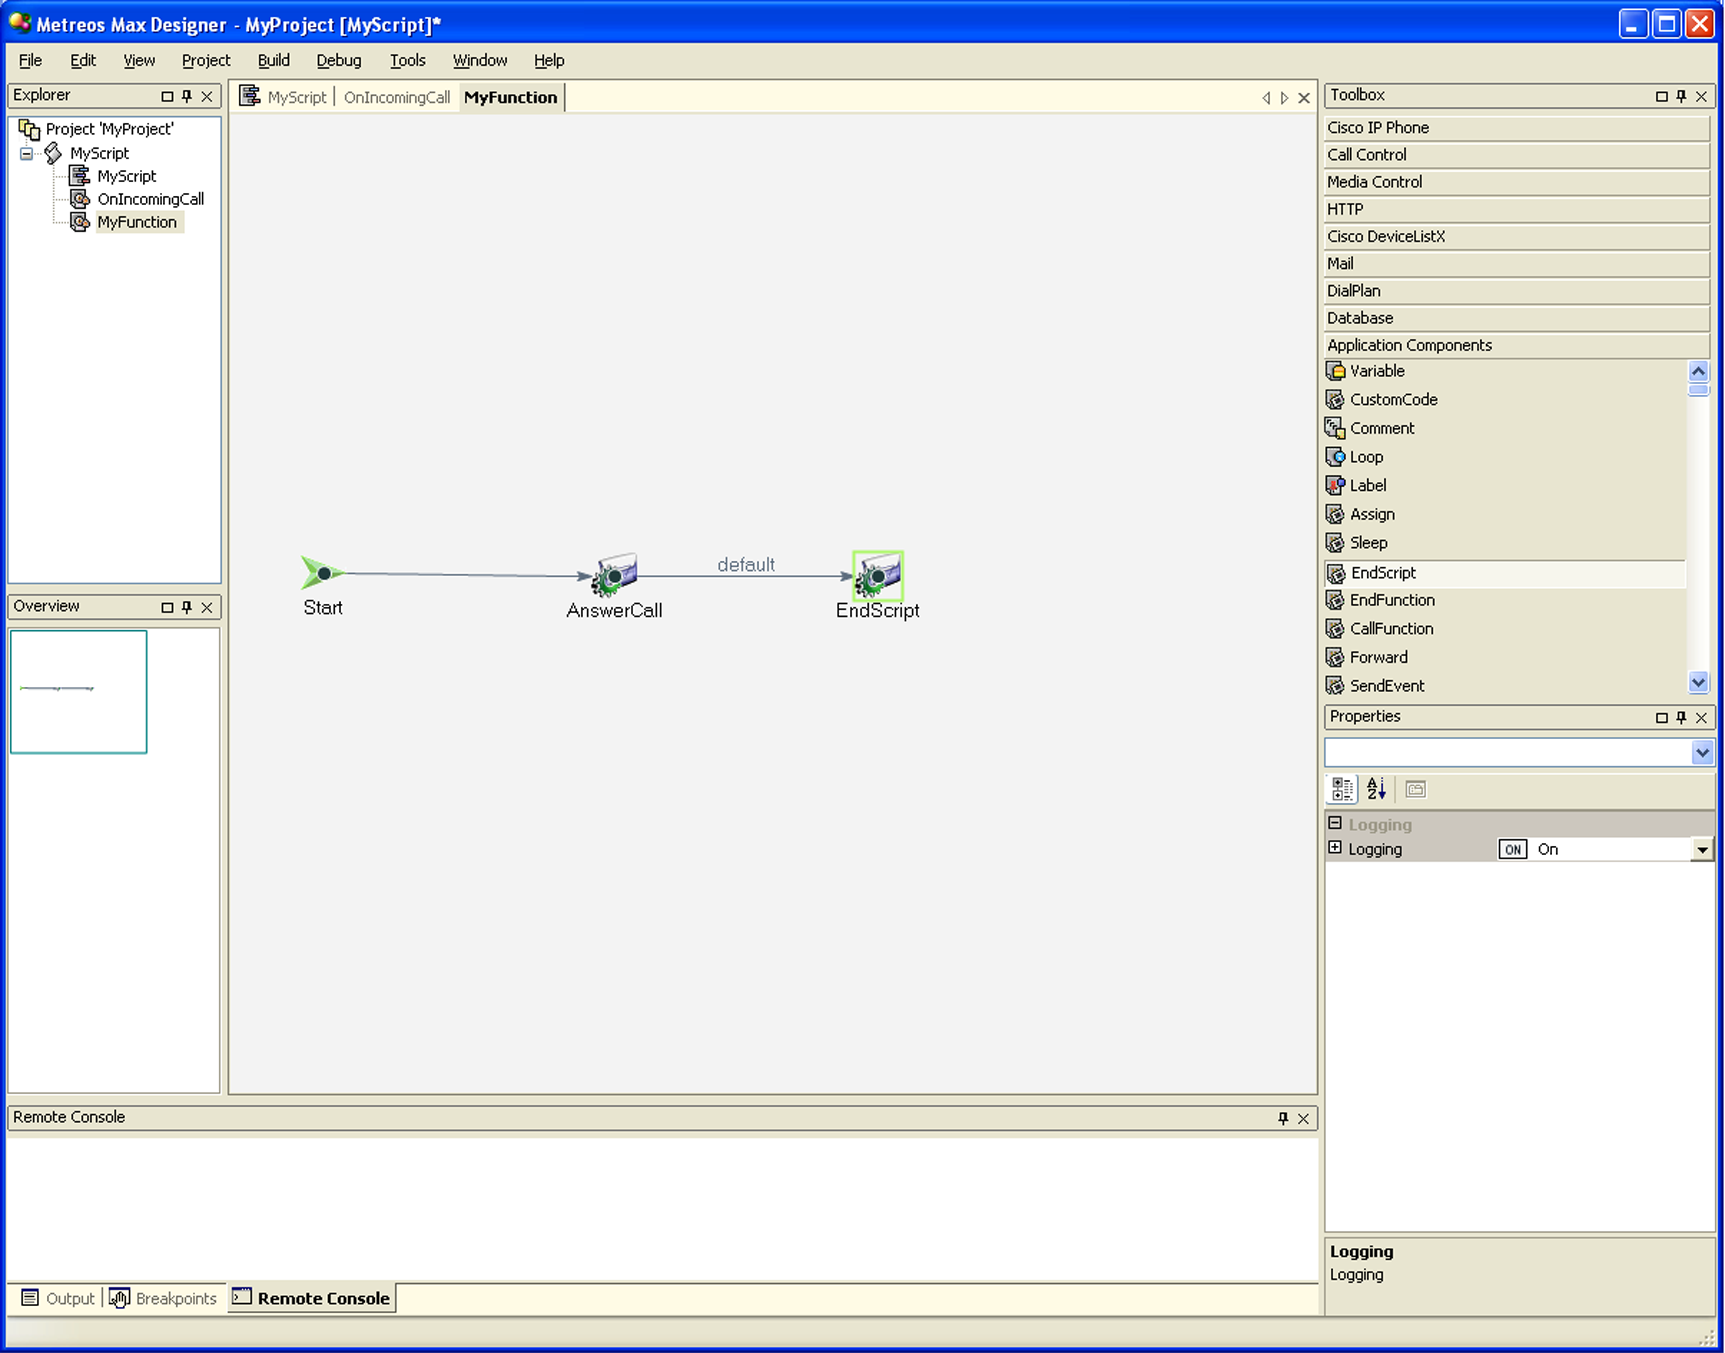 Metreos Max Designer - MyProject [MyScript]*
File Edit View Project Build Debug Tools Window Help
Explorer
Project 'MyProject'
MyScript
MyScript
OnIncomingCall
MyFunction
Overview
MyScript OnIncomingCall MyFunction
default
Start
AnswerCall
EndScript
Remote Console
Output Breakpoints Remote Console
Toolbox
Cisco IP Phone
Call Control
Media Control
HTTP
Cisco DeviceListX
Mail
DialPlan
Database
Application Components
Variable
CustomCode
Comment
Loop
Label
Assign
Sleep
EndScript
EndFunction
CallFunction
Forward
SendEvent
Properties
A
Z
Logging
Logging ON On
Logging
Logging